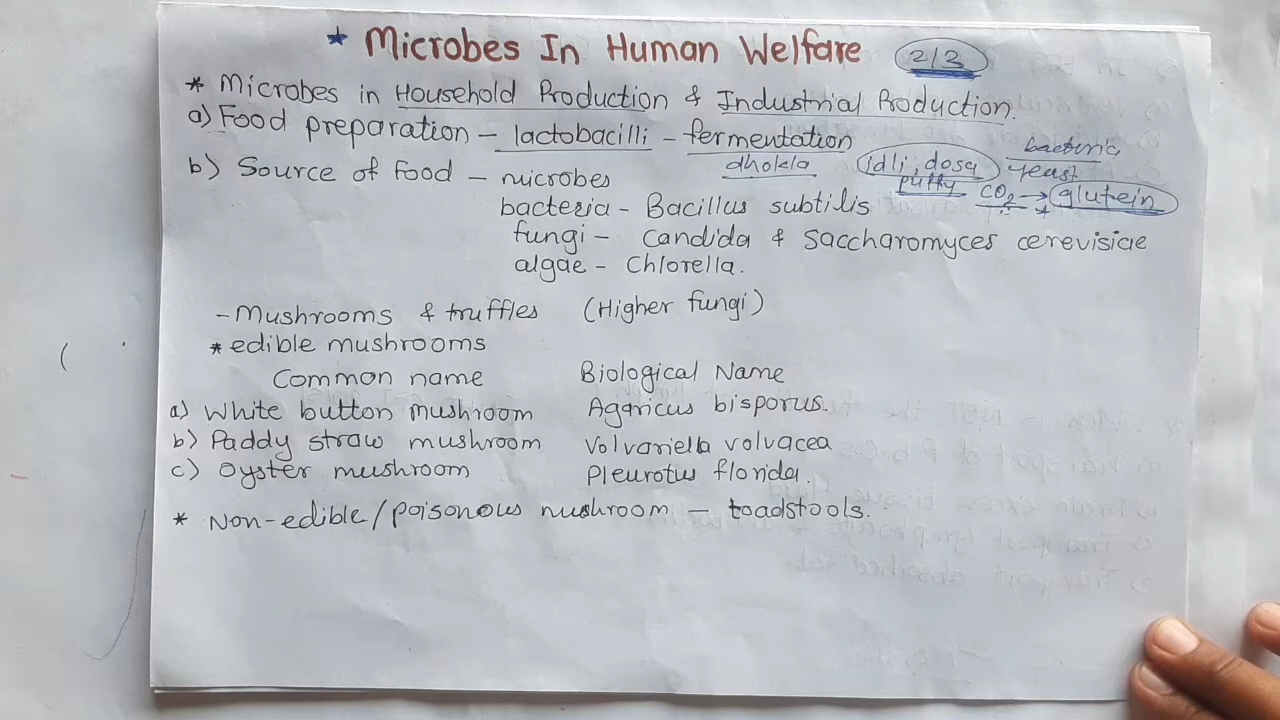 * Microbes In Human Welfare 2/3
* Microbes in Household Production & Industrial Production.
a) Food preparation – lactobacilli – fermentation
dhokla idli, dosa puffy
bacteria yeast
CO2 → glutein
b) Source of food – microbes
bacteria – Bacillus subtilis
fungi – Candida & Saccharomyces cerevisiae
algae – Chlorella.
– Mushrooms & truffles (Higher fungi)
* edible mushrooms
Common name Biological Name
a) White button mushroom Agaricus bisporus.
b) Paddy straw mushroom Volvariella volvacea
c) Oyster mushroom Pleurotus florida.
* Non-edible/poisonous mushroom – toadstools.